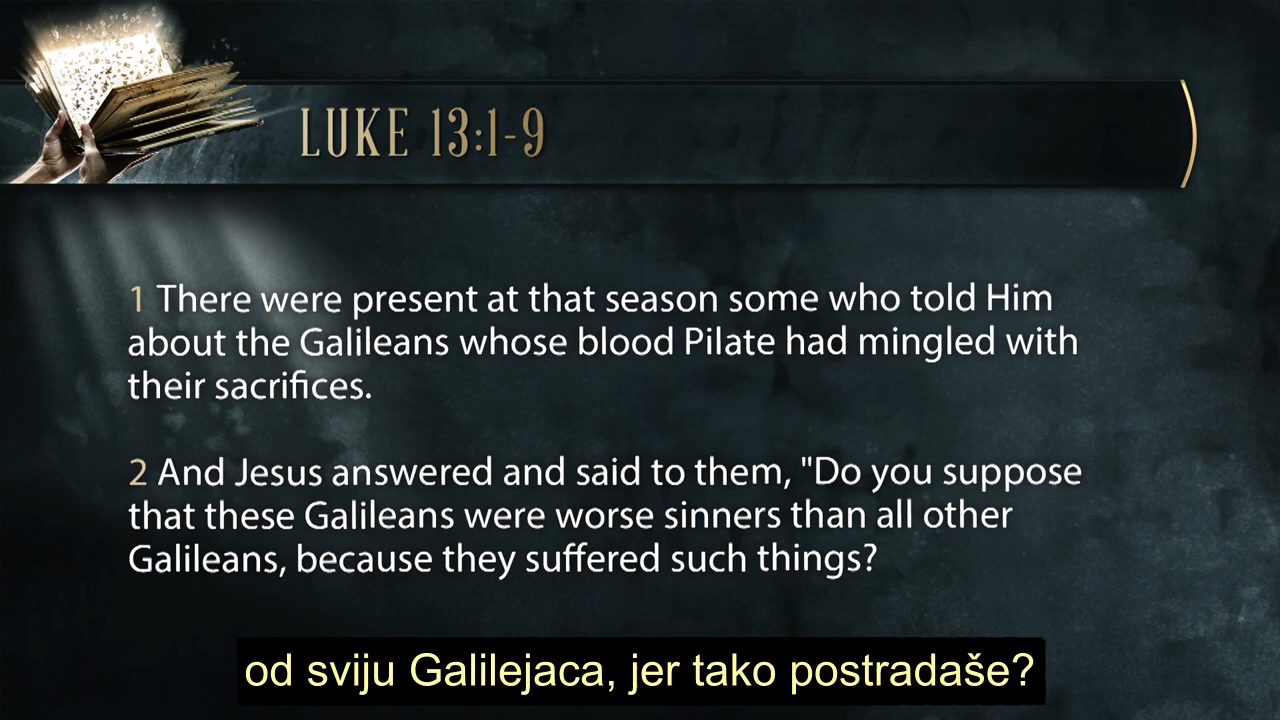 LUKE 13:1-9
1 There were present at that season some who told Him
about the Galileans whose blood Pilate had mingled with
their sacrifices.
2 And Jesus answered and said to them, "Do you suppose
that these Galileans were worse sinners than all other
Galileans, because they suffered such things?
od sviju Galilejaca, jer tako postradaše?